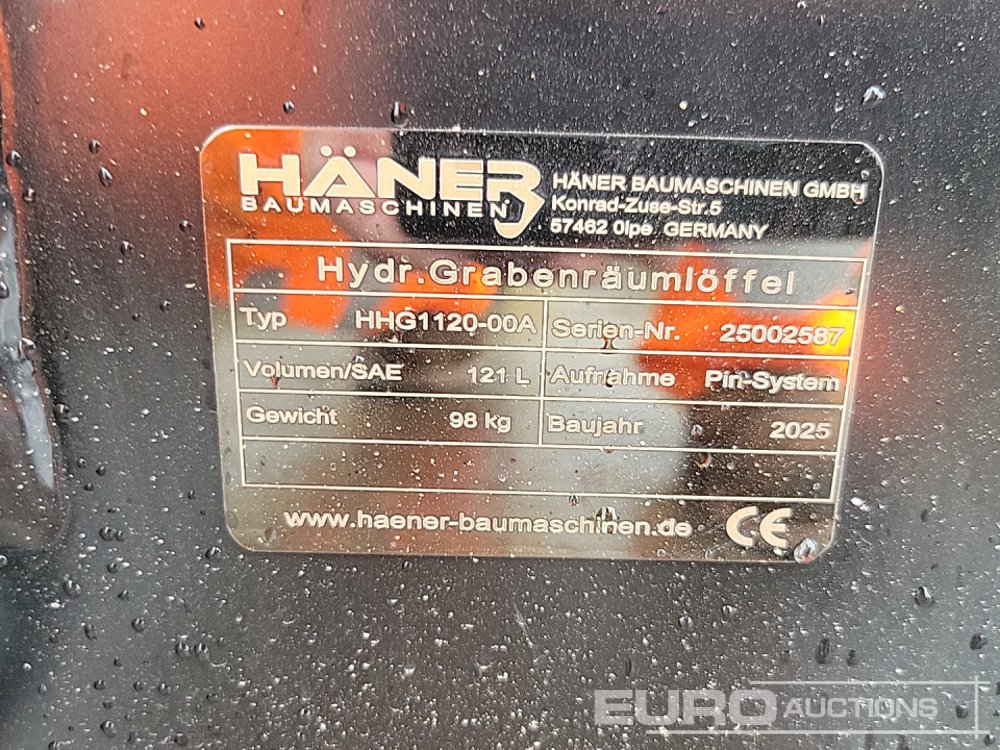 HÄNER
BAUMASCHINEN
HÄNER BAUMASCHINEN GMBH
Konrad-Zuse-Str.5
57462 Olpe GERMANY
Hydr.Grabenräumlöffel
Typ HHG1120-00A Serien-Nr. 25002587
Volumen/SAE 121 L Aufnahme Pin-System
Gewicht 98 kg Baujahr 2025
www.haener-baumaschinen.de CE
EURO AUCTIONS